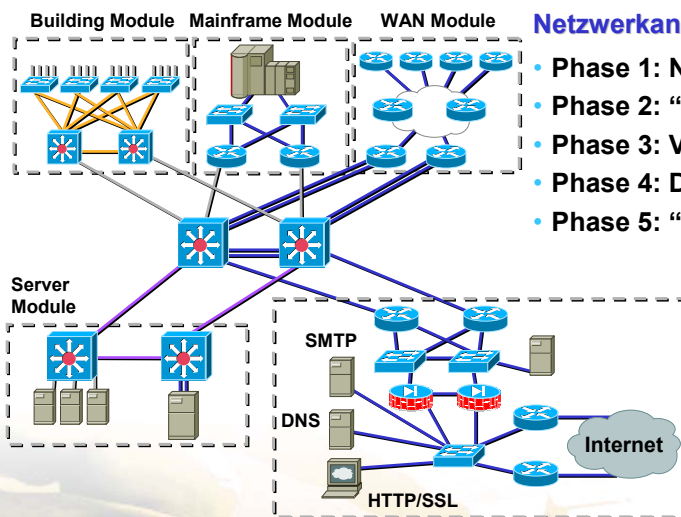 Building Module
Mainframe Module
WAN Module
Netzwerkan
Phase 1: N
Phase 2: “
Phase 3: V
Phase 4: D
Phase 5: “
Server
Module
SMTP
DNS
HTTP/SSL
Internet